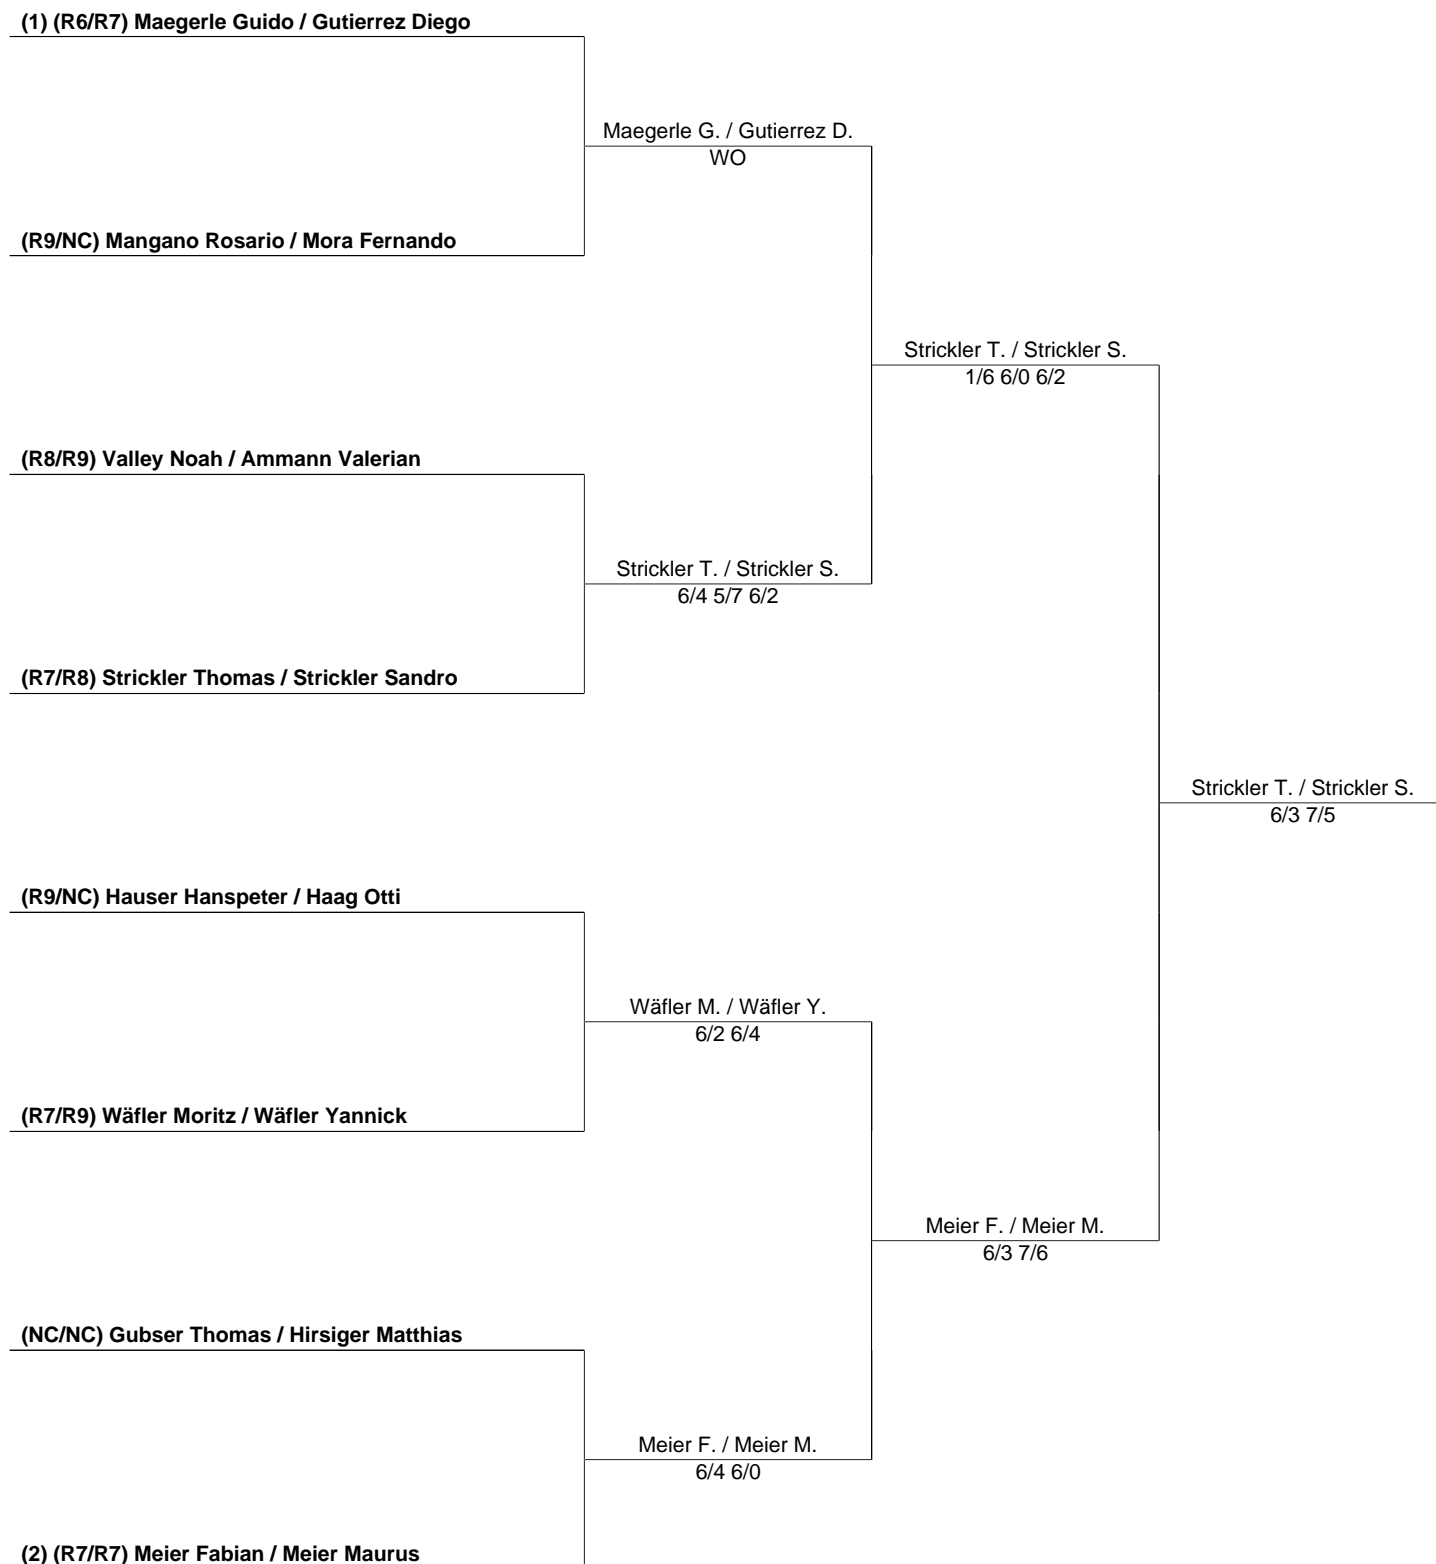 (1) (R6/R7) Maegerle Guido / Gutierrez Diego
Maegerle G. / Gutierrez D.
WO
(R9/NC) Mangano Rosario / Mora Fernando
Strickler T. / Strickler S.
1/6 6/0 6/2
(R8/R9) Valley Noah / Ammann Valerian
Strickler T. / Strickler S.
6/4 5/7 6/2
(R7/R8) Strickler Thomas / Strickler Sandro
Strickler T. / Strickler S.
6/3 7/5
(R9/NC) Hauser Hanspeter / Haag Otti
Wäfler M. / Wäfler Y.
6/2 6/4
(R7/R9) Wäfler Moritz / Wäfler Yannick
Meier F. / Meier M.
6/3 7/6
(NC/NC) Gubser Thomas / Hirsiger Matthias
Meier F. / Meier M.
6/4 6/0
(2) (R7/R7) Meier Fabian / Meier Maurus